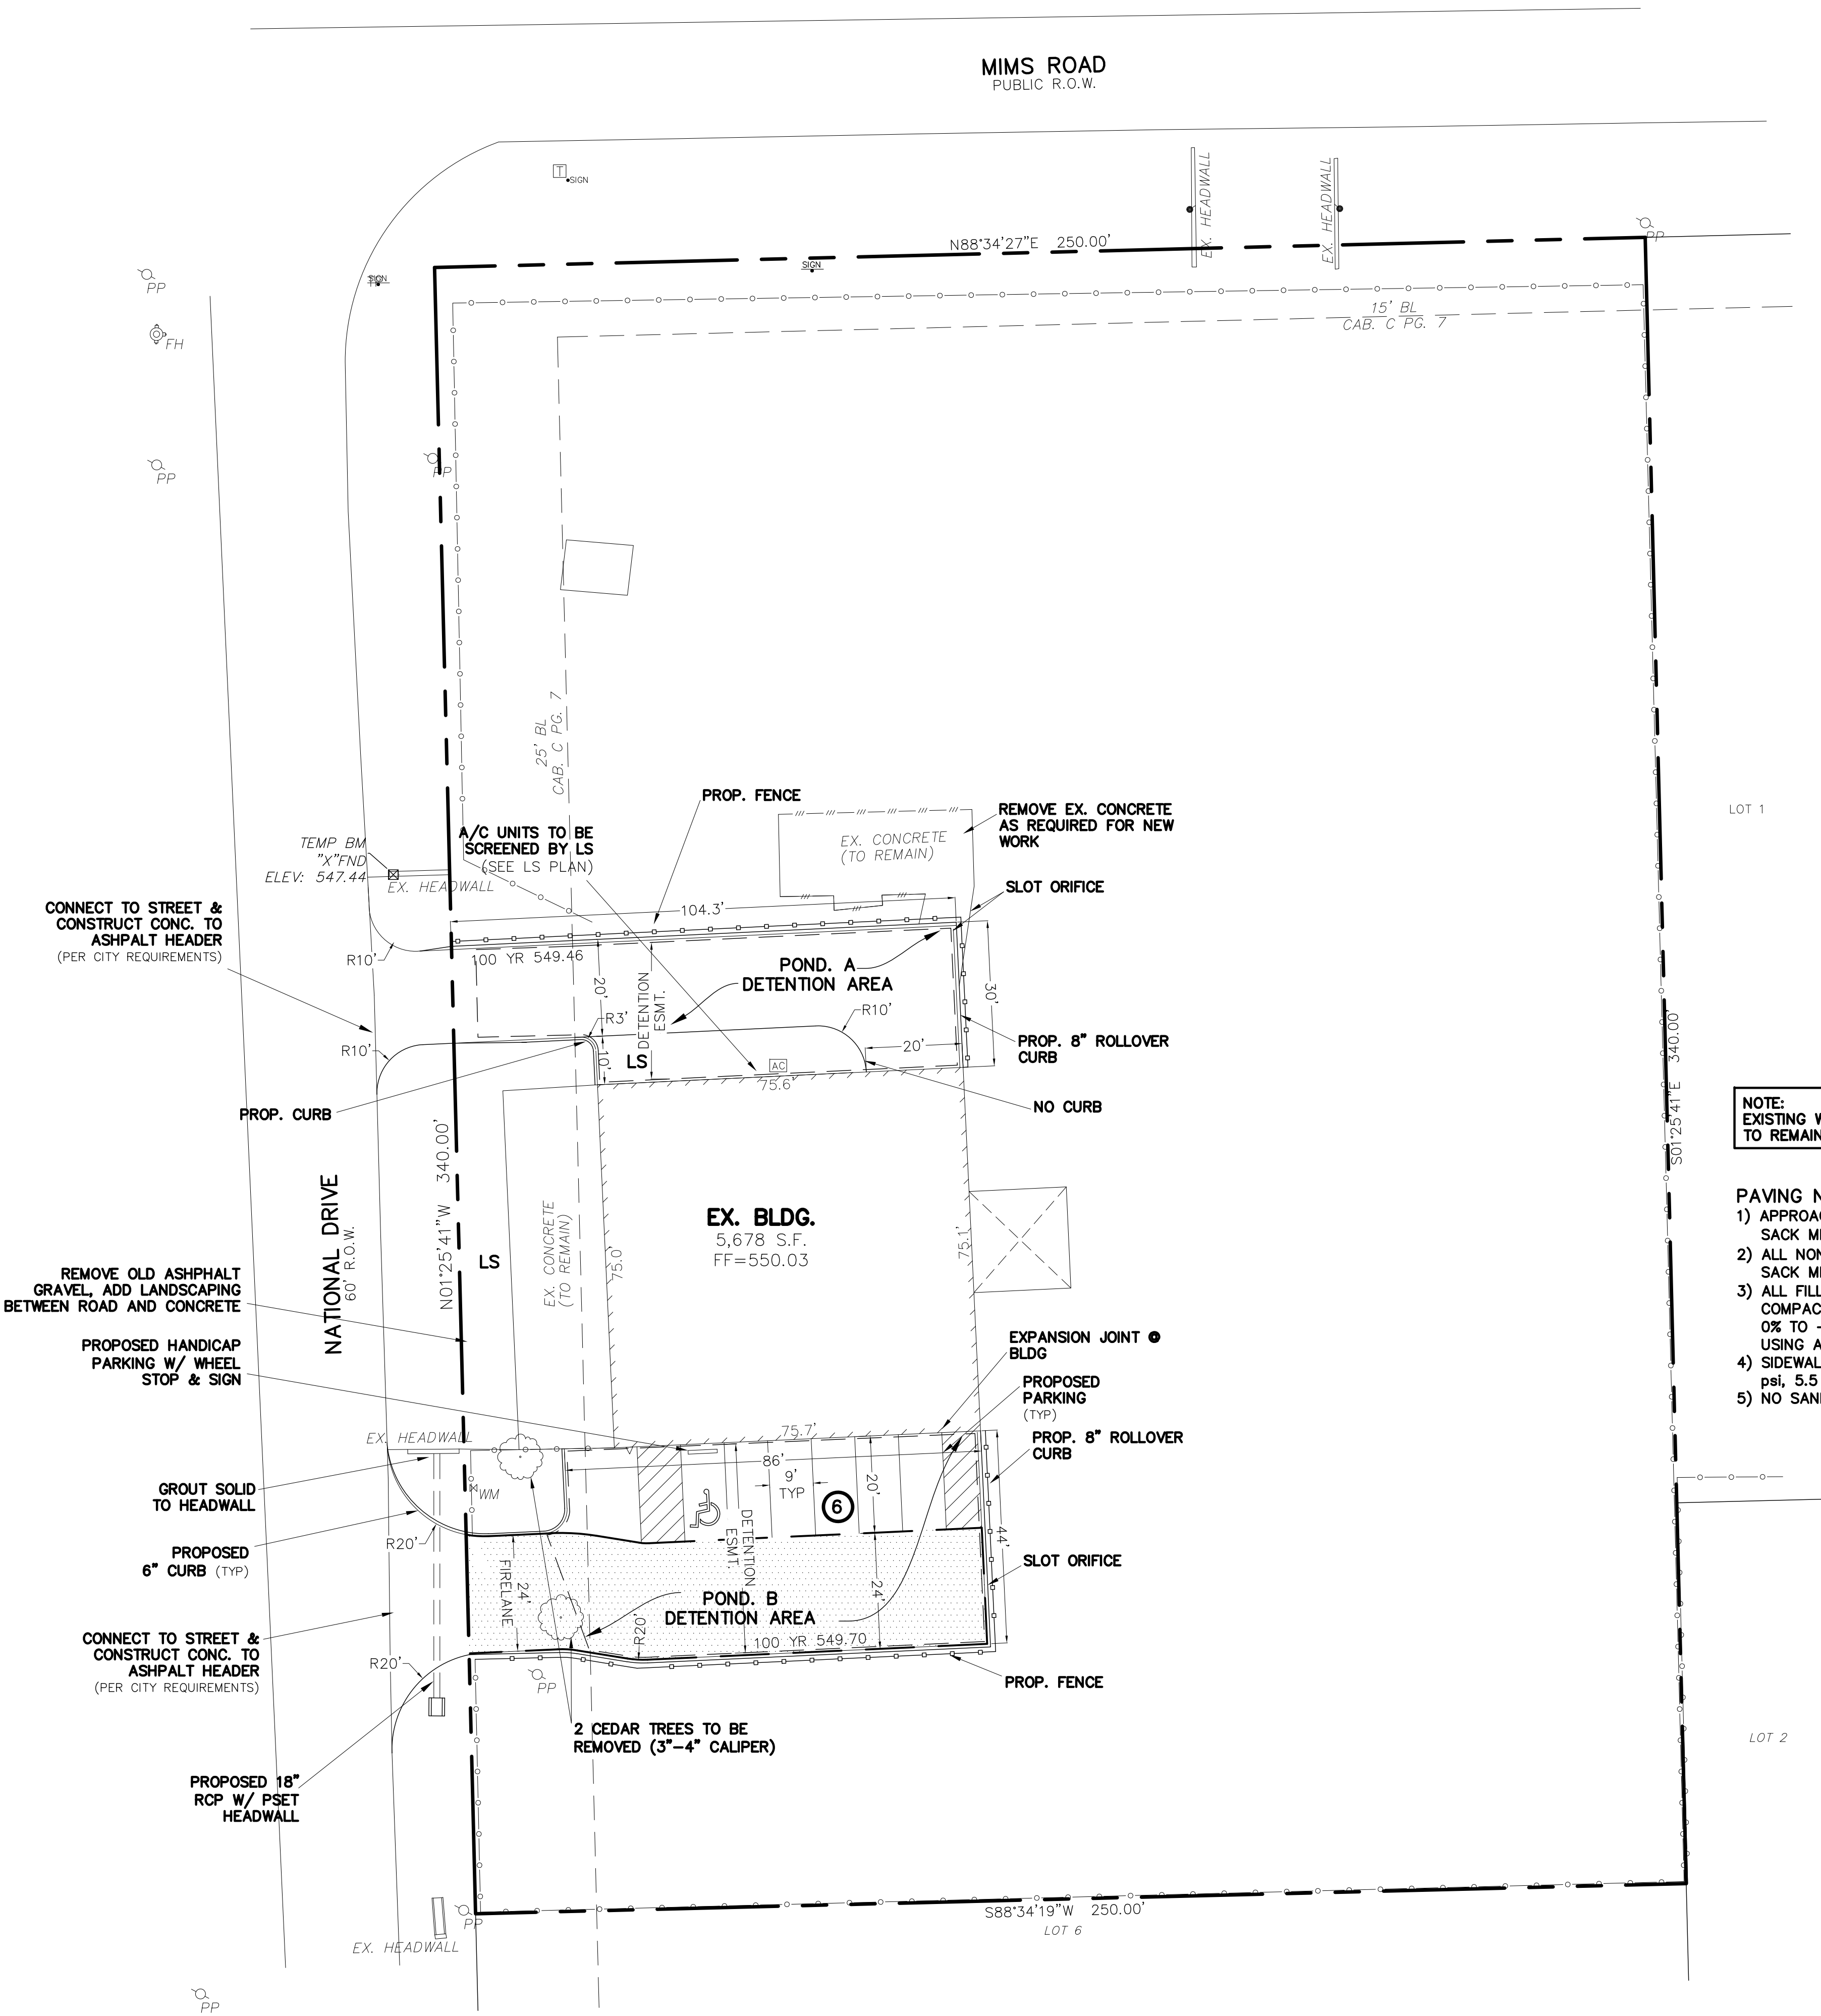 MIMS ROAD
PUBLIC R.O.W.
T
SIGN
EX. HEADWALL
EX. HEADWALL
PP
N88°34'27"E 250.00'
SIGN
SIGN
PP
FH
15' BL
CAB. C PG. 7
PP
PP
25' BL
CAB. C PG. 7
PROP. FENCE
REMOVE EX. CONCRETE
AS REQUIRED FOR NEW
WORK
LOT 1
A/C UNITS TO BE
SCREENED BY LS
(SEE LS PLAN)
EX. CONCRETE
(TO REMAIN)
TEMP BM
"X"FND
ELEV: 547.44
EX. HEADWALL
SLOT ORIFICE
CONNECT TO STREET &
CONSTRUCT CONC. TO
ASHPALT HEADER
(PER CITY REQUIREMENTS)
104.3'
R10'
100 YR 549.46
POND. A
DETENTION AREA
20'
DETENTION
ESMT.
30'
R3'
R10'
R10'
10'
LS
20'
PROP. 8" ROLLOVER
CURB
AC
75.6'
PROP. CURB
NO CURB
S01°25'41"E 340.00'
NOTE:
EXISTING W
TO REMAIN
N01°25'41"W 340.00'
NATIONAL DRIVE
60' R.O.W.
LS
EX. CONCRETE
(TO REMAIN)
75.0'
EX. BLDG.
5,678 S.F.
FF=550.03
75.1'
PAVING N
1) APPROAC
SACK MI
2) ALL NON
SACK MI
3) ALL FILL
COMPAC
0% TO -
USING A
4) SIDEWAL
psi, 5.5
5) NO SAN
REMOVE OLD ASHPHALT
GRAVEL, ADD LANDSCAPING
BETWEEN ROAD AND CONCRETE
PROPOSED HANDICAP
PARKING W/ WHEEL
STOP & SIGN
EXPANSION JOINT @
BLDG
PROPOSED
PARKING
(TYP)
PROP. 8" ROLLOVER
CURB
EX. HEADWALL
75.7'
86'
9'
TYP
6
20'
WM
GROUT SOLID
TO HEADWALL
R20'
PROPOSED
6" CURB (TYP)
DETENTION
ESMT.
44'
SLOT ORIFICE
FIRELANE
24'
24'
POND. B
DETENTION AREA
R20'
100 YR 549.70
CONNECT TO STREET &
CONSTRUCT CONC. TO
ASHPALT HEADER
(PER CITY REQUIREMENTS)
R20'
PP
PROP. FENCE
2 CEDAR TREES TO BE
REMOVED (3"-4" CALIPER)
LOT 2
PROPOSED 18"
RCP W/ PSET
HEADWALL
PP
S88°34'19"W 250.00'
LOT 6
EX. HEADWALL
PP